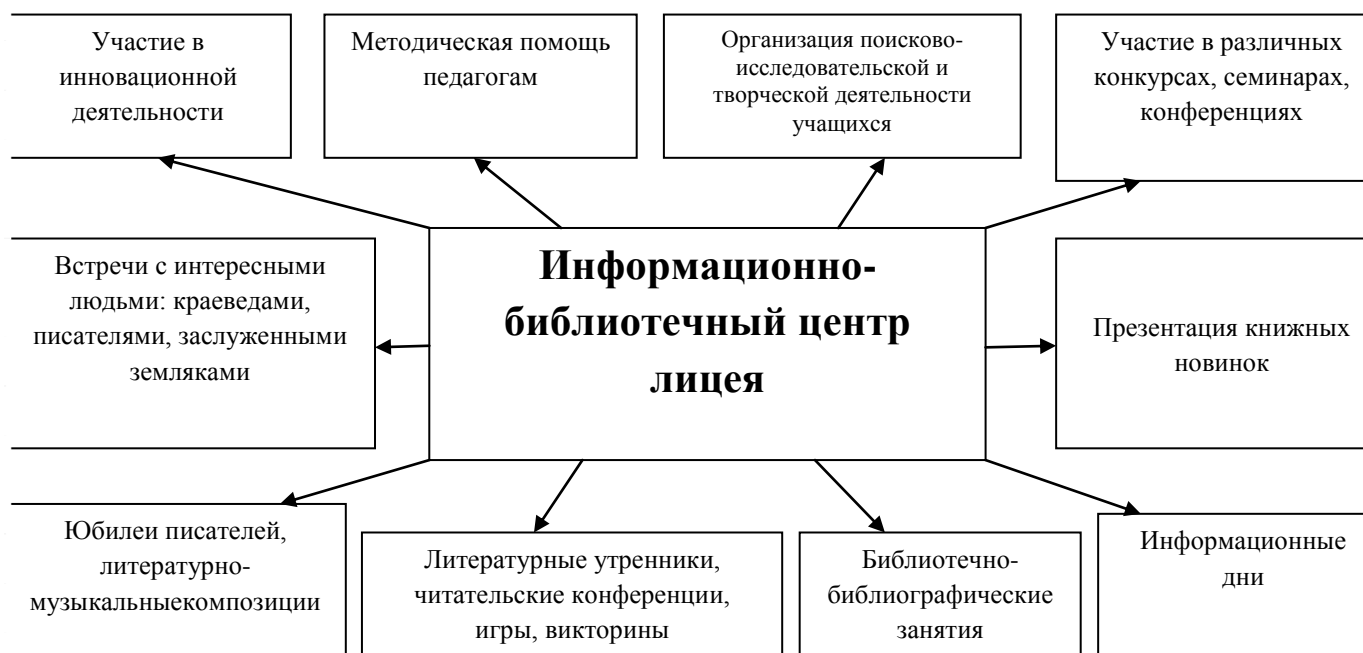 Участие в
инновационной
деятельности
Методическая помощь
педагогам
Организация поисково-
исследовательской и
творческой деятельности
учащихся
Участие в различных
конкурсах, семинарах,
конференциях
Встречи с интересными
людьми: краеведами,
писателями, заслуженными
земляками
Информационно-
библиотечный центр
лицея
Презентация книжных
новинок
Юбилеи писателей,
литературно-
музыкальныекомпозиции
Литературные утренники,
читательские конференции,
игры, викторины
Библиотечно-
библиографические
занятия
Информационные
дни